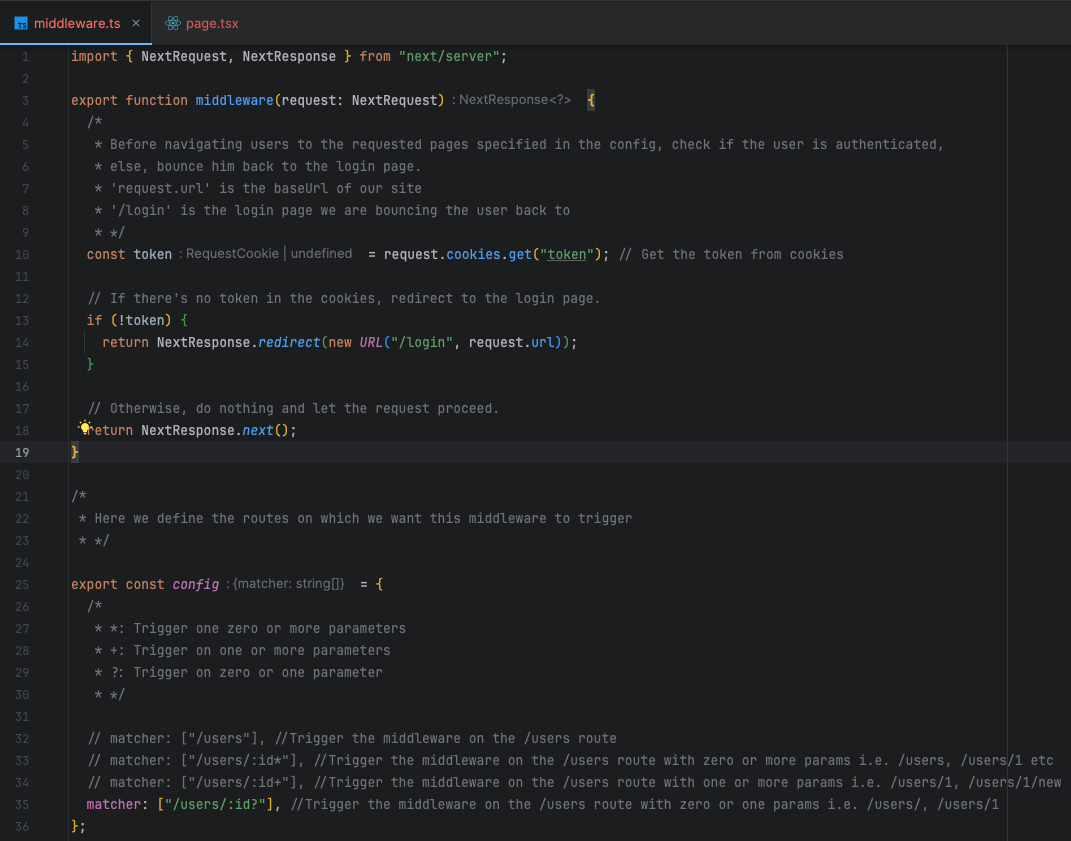 TS middleware.ts × page.tsx
1 import { NextRequest, NextResponse } from "next/server";
2
3 export function middleware(request: NextRequest) : NextResponse<?> {
4 /*
5 * Before navigating users to the requested pages specified in the config, check if the user is authenticated,
6 * else, bounce him back to the login page.
7 * 'request.url' is the baseUrl of our site
8 * '/login' is the login page we are bouncing the user back to
9 * */
10 const token : RequestCookie | undefined = request.cookies.get("token"); // Get the token from cookies
11
12 // If there's no token in the cookies, redirect to the login page.
13 if (!token) {
14 return NextResponse.redirect(new URL("/login", request.url));
15 }
16
17 // Otherwise, do nothing and let the request proceed.
18 return NextResponse.next();
19 }
20
21 /*
22 * Here we define the routes on which we want this middleware to trigger
23 * */
24
25 export const config : {matcher: string[]} = {
26 /*
27 * *: Trigger one zero or more parameters
28 * +: Trigger on one or more parameters
29 * ?: Trigger on zero or one parameter
30 * */
31
32 // matcher: ["/users"], //Trigger the middleware on the /users route
33 // matcher: ["/users/:id*"], //Trigger the middleware on the /users route with zero or more params i.e. /users, /users/1 etc
34 // matcher: ["/users/:id+"], //Trigger the middleware on the /users route with one or more params i.e. /users/1, /users/1/new
35 matcher: ["/users/:id?"], //Trigger the middleware on the /users route with zero or one params i.e. /users/, /users/1
36 };